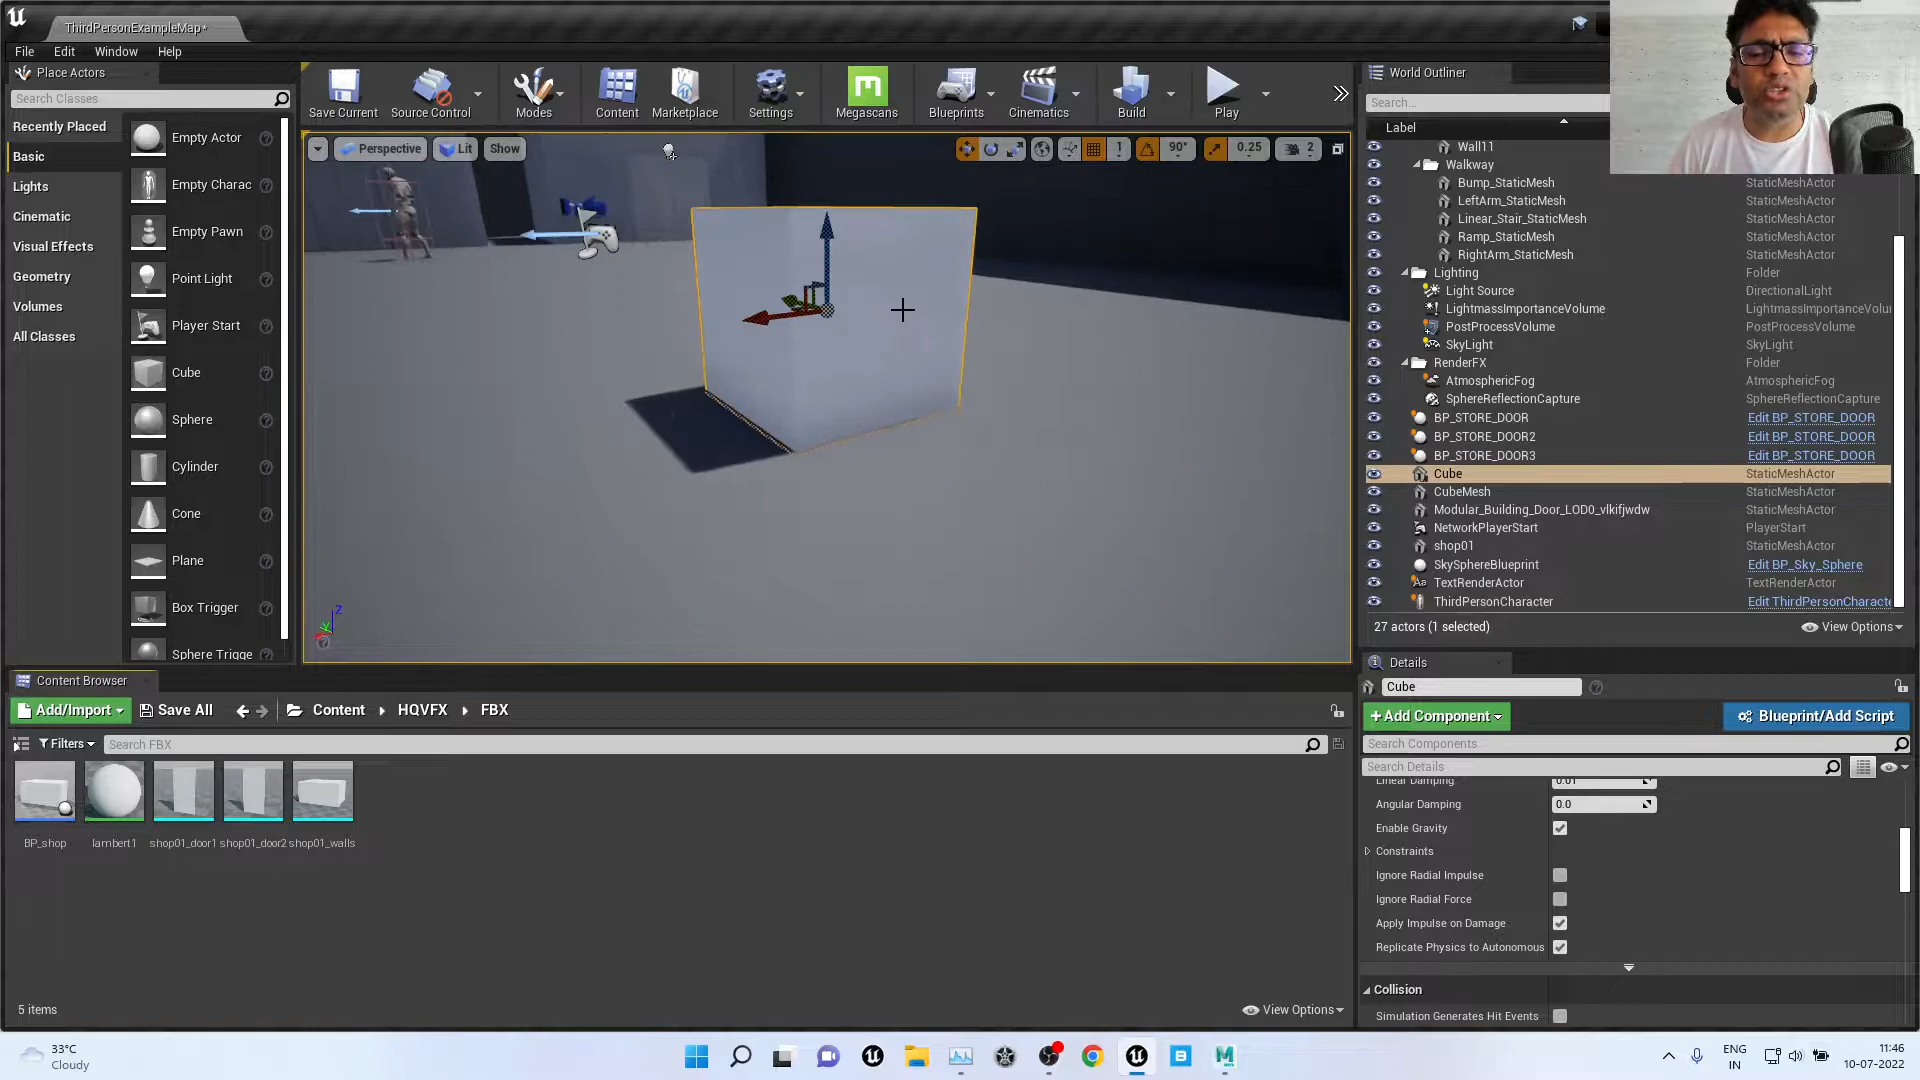 ThirdPersonExampleMap*
File Edit Window Help
Place Actors
Search Classes
Recently Placed
Basic
Lights
Cinematic
Visual Effects
Geometry
Volumes
All Classes
Empty Actor
Empty Charac
Empty Pawn
Point Light
Player Start
Cube
Sphere
Cylinder
Cone
Plane
Box Trigger
Sphere Trigge
Save Current Source Control Modes Content Marketplace Settings Megascans Blueprints Cinematics Build Play
Perspective Lit Show 1 90° 0.25 2
World Outliner
Search...
Label
Wall11
Walkway
Bump_StaticMesh StaticMeshActor
LeftArm_StaticMesh StaticMeshActor
Linear_Stair_StaticMesh StaticMeshActor
Ramp_StaticMesh StaticMeshActor
RightArm_StaticMesh StaticMeshActor
Lighting Folder
Light Source DirectionalLight
LightmassImportanceVolume LightmassImportanceVolu
PostProcessVolume PostProcessVolume
SkyLight SkyLight
RenderFX Folder
AtmosphericFog AtmosphericFog
SphereReflectionCapture SphereReflectionCapture
BP_STORE_DOOR Edit BP_STORE_DOOR
BP_STORE_DOOR2 Edit BP_STORE_DOOR
BP_STORE_DOOR3 Edit BP_STORE_DOOR
Cube StaticMeshActor
CubeMesh StaticMeshActor
Modular_Building_Door_LOD0_vlkifjwdw StaticMeshActor
NetworkPlayerStart PlayerStart
shop01 StaticMeshActor
SkySphereBlueprint Edit BP_Sky_Sphere
TextRenderActor TextRenderActor
ThirdPersonCharacter Edit ThirdPersonCharacte
27 actors (1 selected) View Options
Details
Cube
+Add Component Blueprint/Add Script
Search Components
Search Details
Linear Damping 0.01
Angular Damping 0.0
Enable Gravity
Constraints
Ignore Radial Impulse
Ignore Radial Force
Apply Impulse on Damage
Replicate Physics to Autonomous
Collision
Simulation Generates Hit Events
Content Browser
Add/Import Save All Content HQVFX FBX
Filters Search FBX
BP_shop lambert1 shop01_door1 shop01_door2 shop01_walls
5 items View Options
Z
33°C
Cloudy
ENG
IN
11:46
10-07-2022